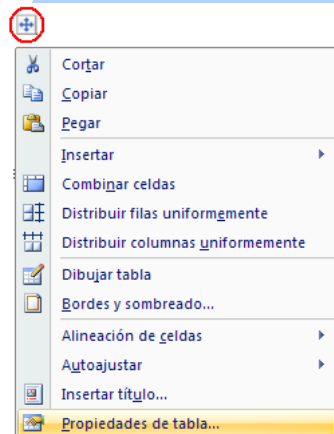 Cortar
Copiar
Pegar
Insertar
Combinar celdas
Distribuir filas uniformemente
Distribuir columnas uniformemente
Dibujar tabla
Bordes y sombreado...
Alineación de celdas
Autoajustar
Insertar título...
Propiedades de tabla...